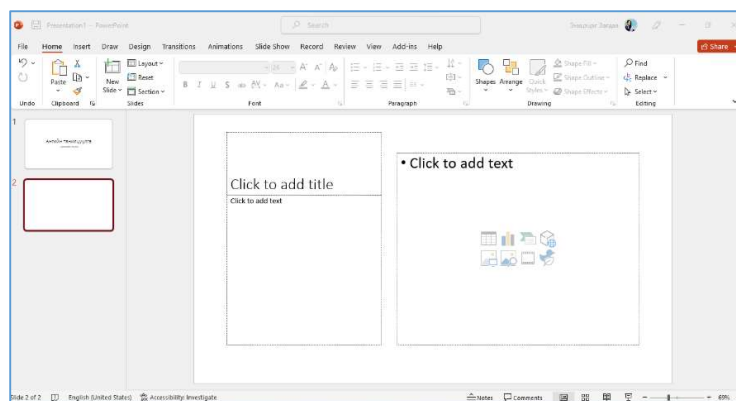 Presentation1 - PowerPoint
Search
File Home Insert Draw Design Transitions Animations Slide Show Record Review View Add-ins Help
Share
Undo
Paste
Clipboard
New
Slide
Layout
Reset
Section
Slides
B I U S ab AV Aa A
Font
Paragraph
Shapes Arrange Quick
Styles
Shape Fill
Shape Outline
Shape Effects
Drawing
Find
Replace
Select
Editing
1
2
Click to add title
Click to add text
• Click to add text
Slide 2 of 2 English (United States) Accessibility: Investigate Notes Comments 69%